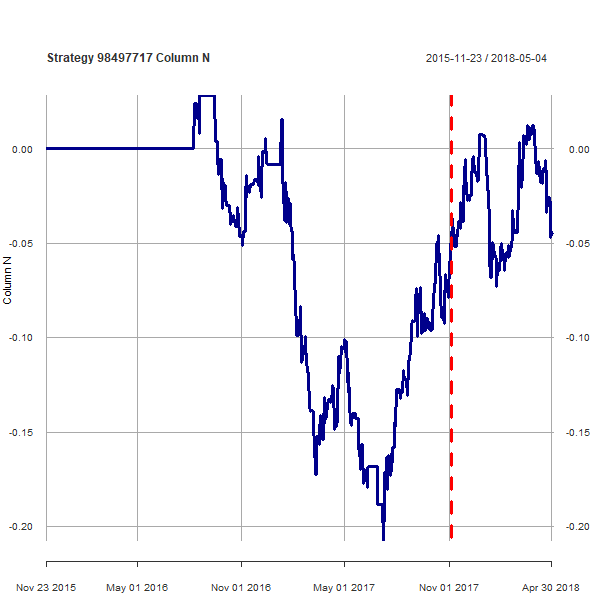 Strategy 98497717 Column N
2015-11-23 / 2018-05-04
0.00
0.00
-0.05
-0.05
Column N
-0.10
-0.10
-0.15
-0.15
-0.20
-0.20
Nov 23 2015
May 01 2016
Nov 01 2016
May 01 2017
Nov 01 2017
Apr 30 2018